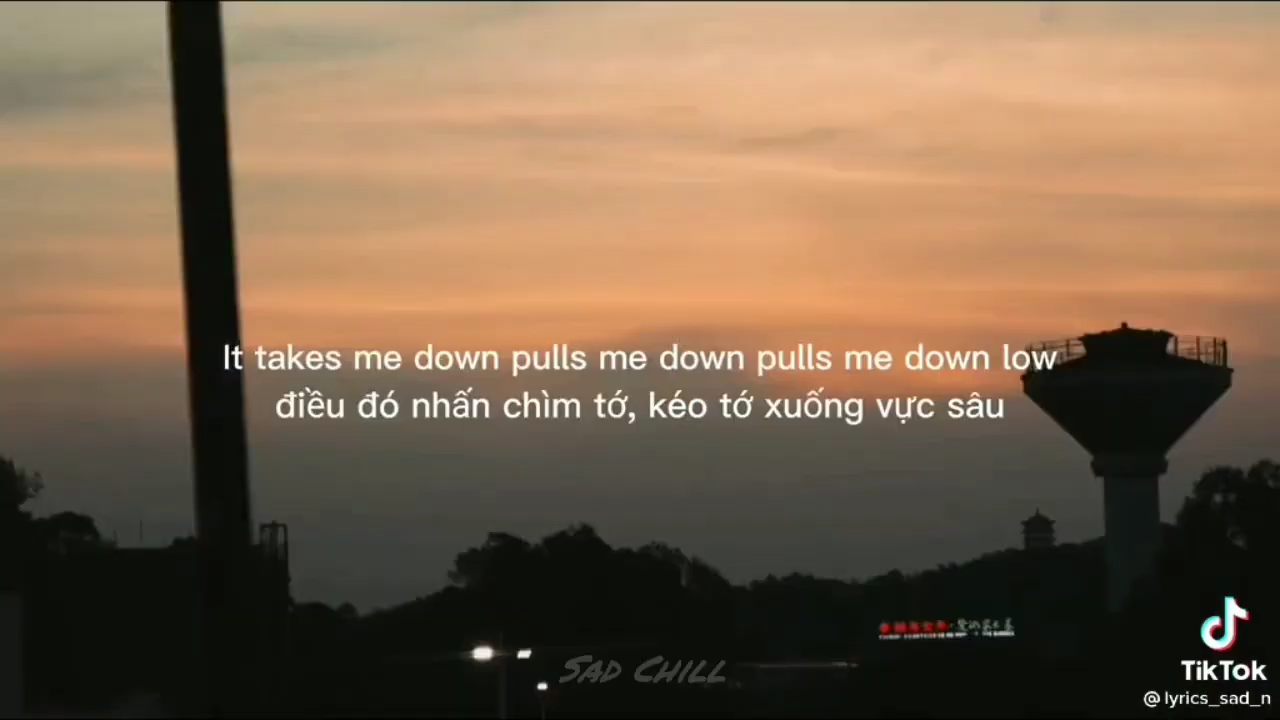 It takes me down pulls me down pulls me down low
điều đó nhấn chìm tớ, kéo tớ xuống vực sâu
SAD CHILL
TikTok
@lyrics_sad_n